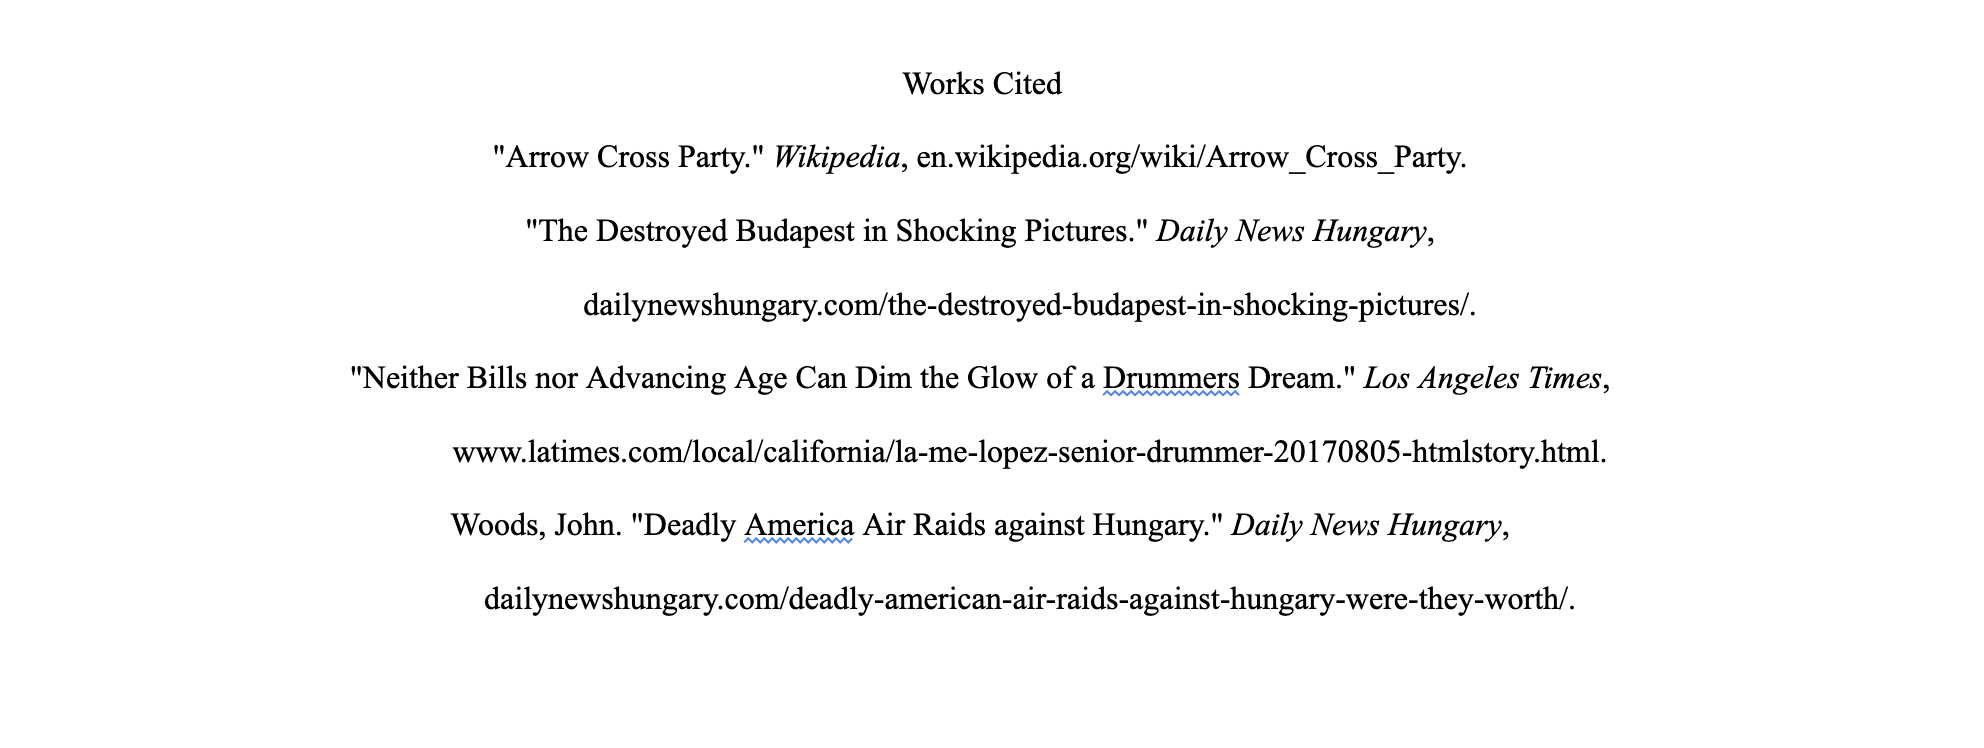 Works Cited
"Arrow Cross Party." Wikipedia, en.wikipedia.org/wiki/Arrow_Cross_Party.
"The Destroyed Budapest in Shocking Pictures." Daily News Hungary,
dailynewshungary.com/the-destroyed-budapest-in-shocking-pictures/.
"Neither Bills nor Advancing Age Can Dim the Glow of a Drummers Dream." Los Angeles Times,
www.latimes.com/local/california/la-me-lopez-senior-drummer-20170805-htmlstory.html.
Woods, John. "Deadly America Air Raids against Hungary." Daily News Hungary,
dailynewshungary.com/deadly-american-air-raids-against-hungary-were-they-worth/.